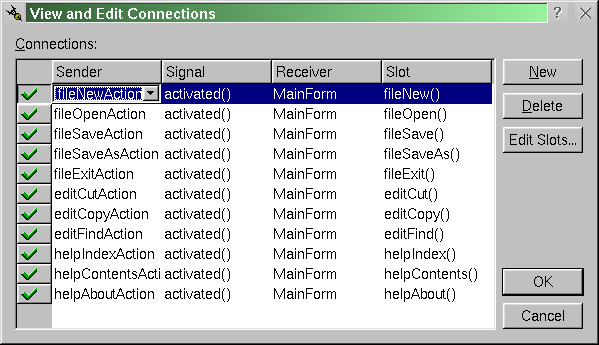 View and Edit Connections
Connections:
Sender Signal Receiver Slot
fileNewAction activated() MainForm fileNew()
fileOpenAction activated() MainForm fileOpen()
fileSaveAction activated() MainForm fileSave()
fileSaveAsAction activated() MainForm fileSaveAs()
fileExitAction activated() MainForm fileExit()
editCutAction activated() MainForm editCut()
editCopyAction activated() MainForm editCopy()
editFindAction activated() MainForm editFind()
helpIndexAction activated() MainForm helpIndex()
helpContentsActi activated() MainForm helpContents()
helpAboutAction activated() MainForm helpAbout()
New
Delete
Edit Slots...
OK
Cancel